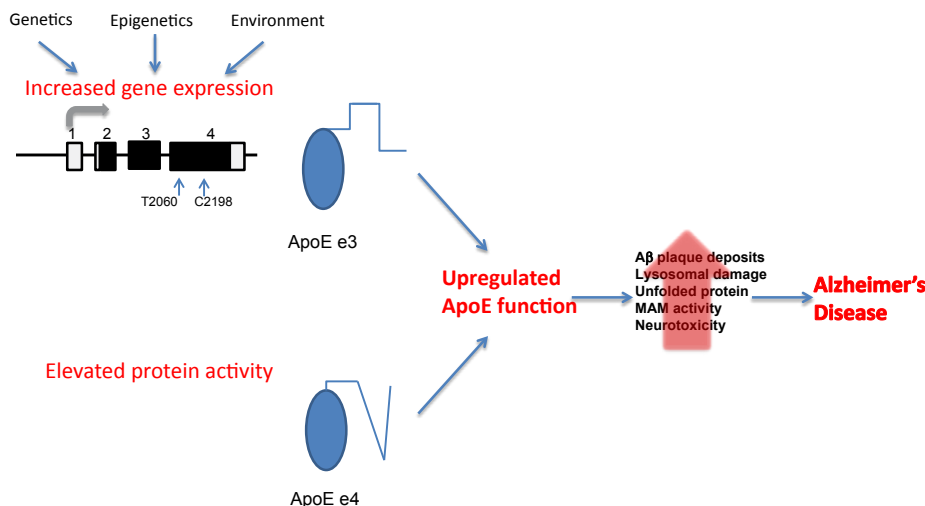 Genetics Epigenetics Environment
Increased gene expression
1 2 3 4
T2060 C2198
ApoE e3
Upregulated
ApoE function
Aβ plaque deposits
Lysosomal damage
Unfolded protein
MAM activity
Neurotoxicity
Alzheimer's
Disease
Elevated protein activity
ApoE e4